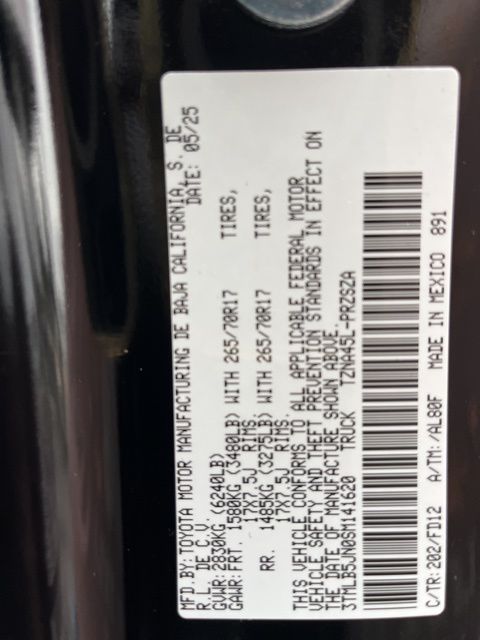 MFD.BY:TOYOTA MOTOR MANUFACTURING DE BAJA CALIFORNIA, S. DE
R.L. DE C.V. DATE: 05/25
GVWR:2830KG (6240LB)
GAWR:FRT. 1580KG (3480LB) WITH 265/70R17 TIRES,
17X7.5J RIMS
RR. 1485KG (3275LB) WITH 265/70R17 TIRES,
17X7.5J RIMS.
THIS VEHICLE CONFORMS TO ALL APPLICABLE FEDERAL MOTOR
VEHICLE SAFETY AND THEFT PREVENTION STANDARDS IN EFFECT ON
THE DATE OF MANUFACTURE SHOWN ABOVE.
3TMLB5JN0SM141620 TRUCK TZNA45L-PRZSZA
C/TR:202/FD12 A/TM:/AL80F MADE IN MEXICO 891